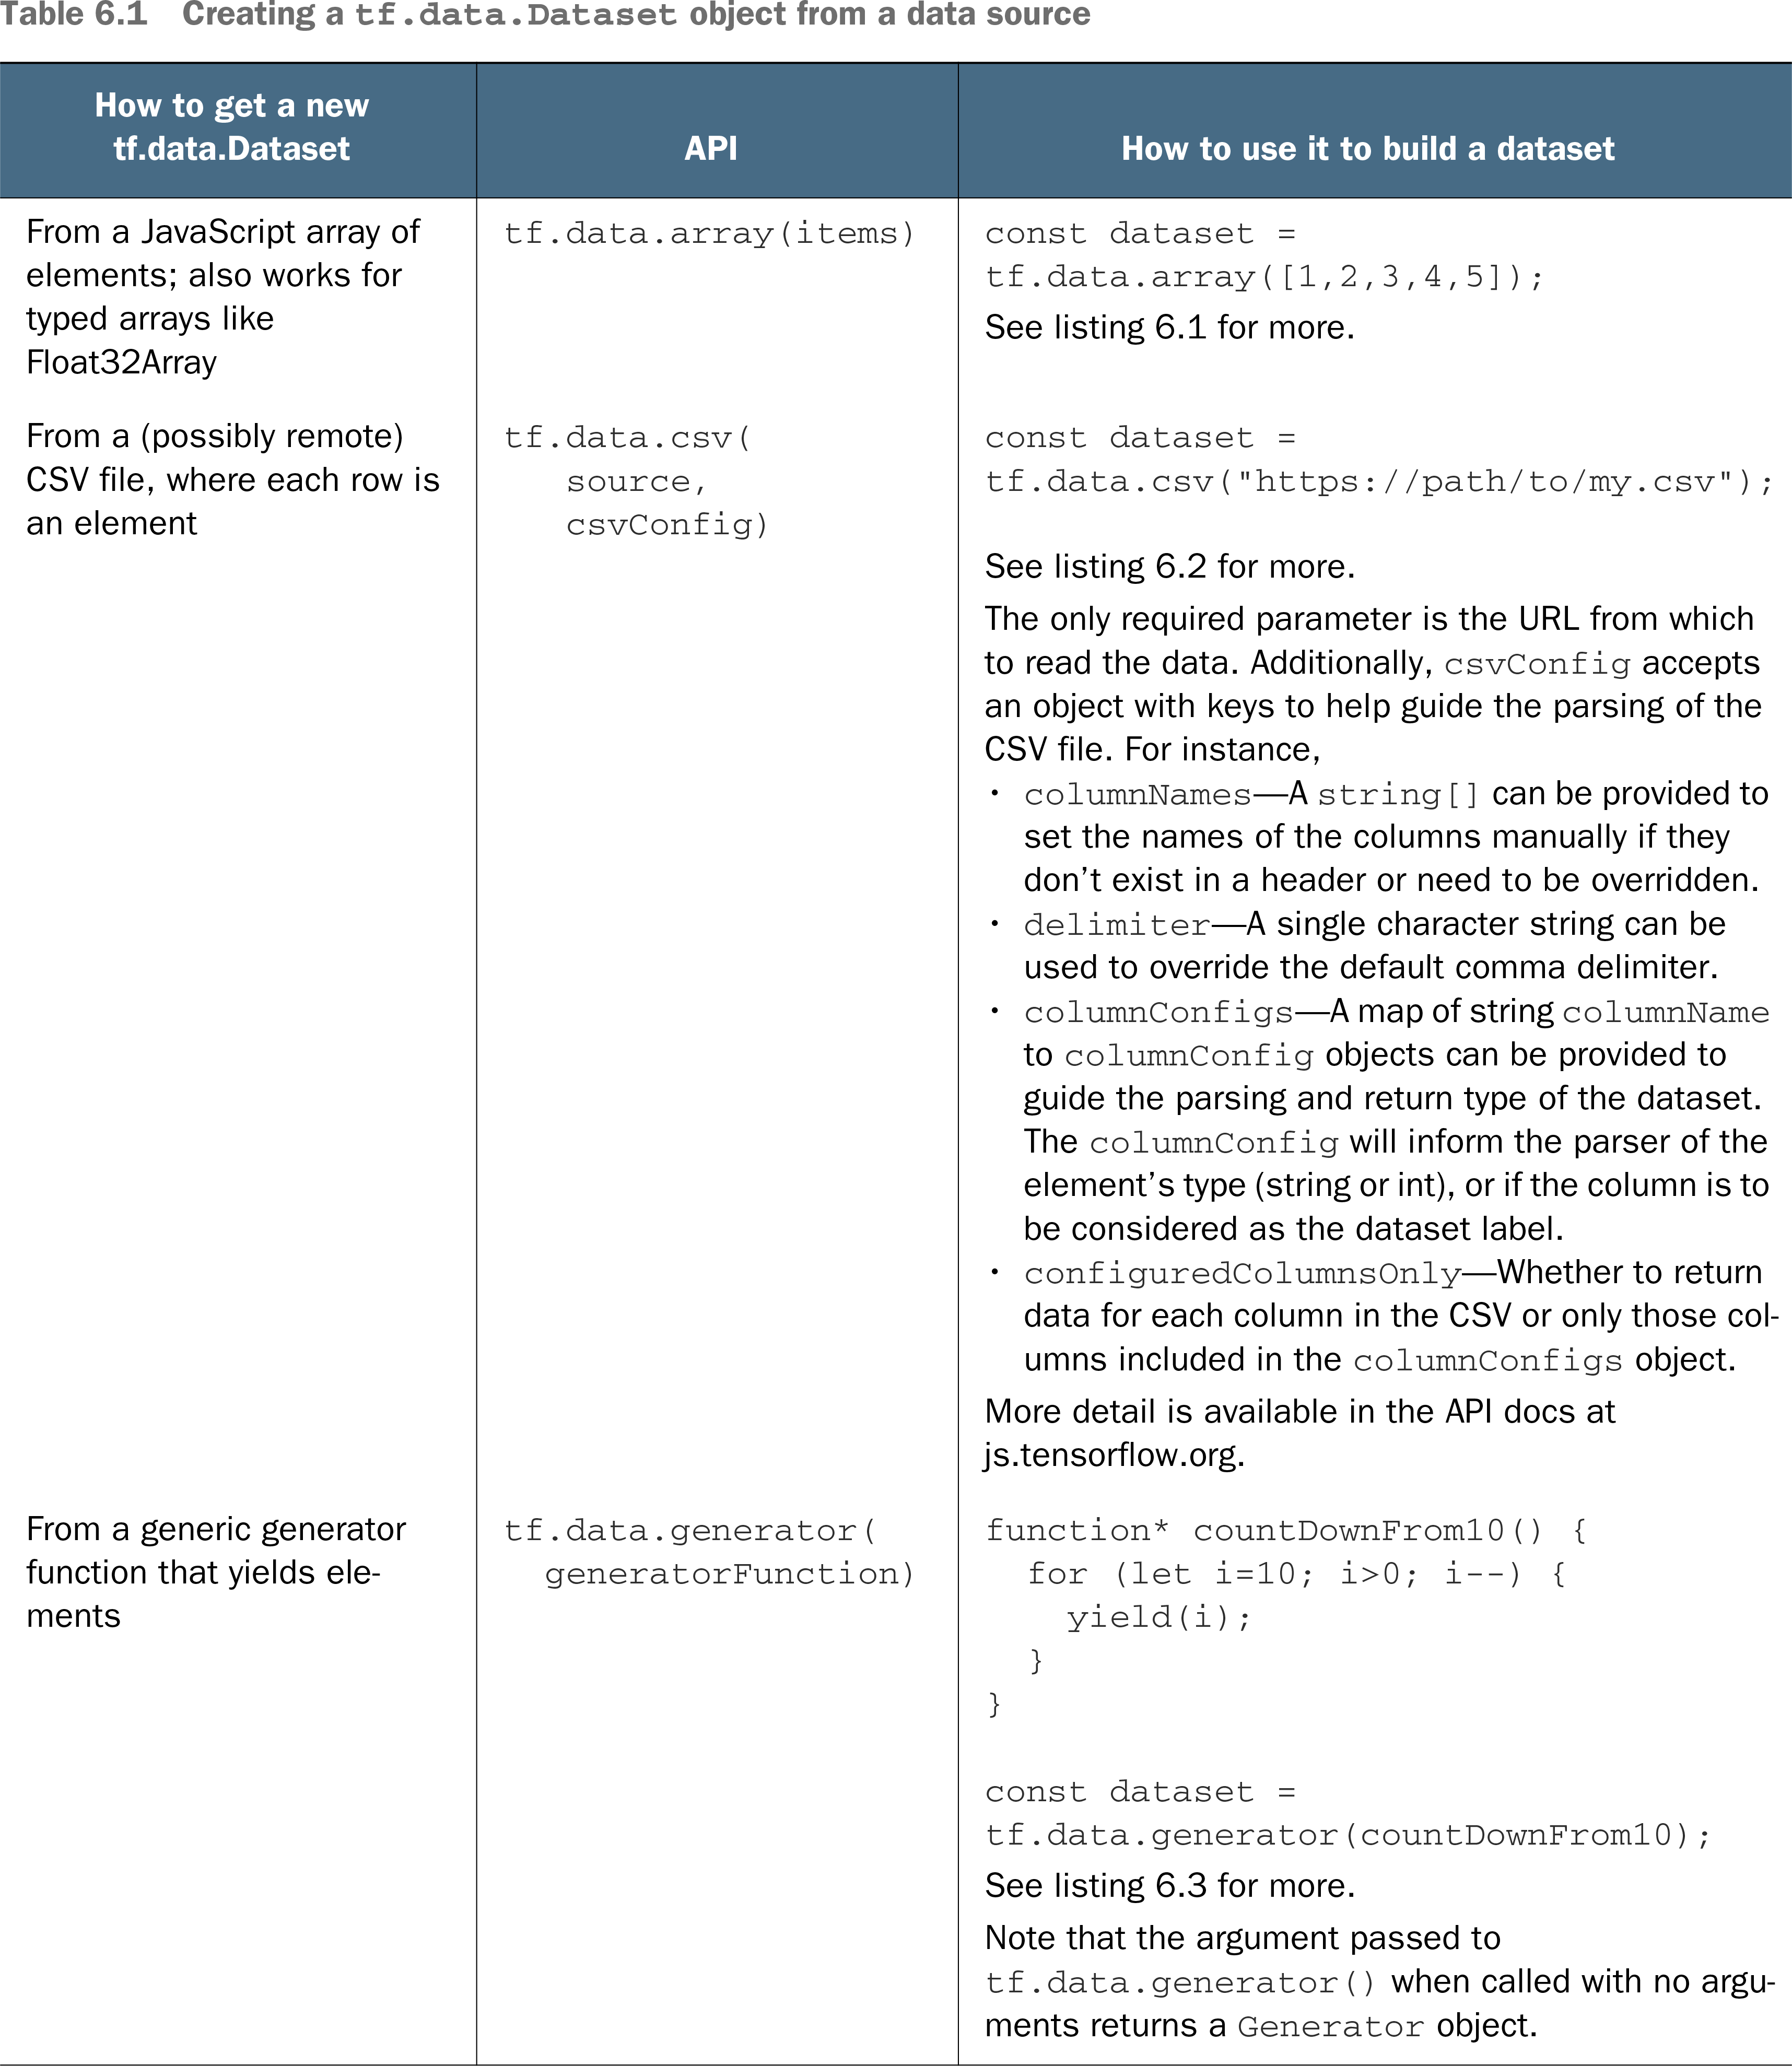 Table 6.1 Creating a tf.data.Dataset object from a data source
How to get a new
tf.data.Dataset
API
How to use it to build a dataset
From a JavaScript array of
elements; also works for
typed arrays like
Float32Array
tf.data.array(items)
const dataset =
tf.data.array([1,2,3,4,5]);
See listing 6.1 for more.
From a (possibly remote)
CSV file, where each row is
an element
tf.data.csv(
source,
csvConfig)
const dataset =
tf.data.csv("https://path/to/my.csv");
See listing 6.2 for more.
The only required parameter is the URL from which
to read the data. Additionally, csvConfig accepts
an object with keys to help guide the parsing of the
CSV file. For instance,
• columnNames—A string[] can be provided to
set the names of the columns manually if they
don’t exist in a header or need to be overridden.
• delimiter—A single character string can be
used to override the default comma delimiter.
• columnConfigs—A map of string columnName
to columnConfig objects can be provided to
guide the parsing and return type of the dataset.
The columnConfig will inform the parser of the
element’s type (string or int), or if the column is to
be considered as the dataset label.
• configuredColumnsOnly—Whether to return
data for each column in the CSV or only those col-
umns included in the columnConfigs object.
More detail is available in the API docs at
js.tensorflow.org.
From a generic generator
function that yields ele-
ments
tf.data.generator(
generatorFunction)
function* countDownFrom10() {
for (let i=10; i>0; i--) {
yield(i);
}
}
const dataset =
tf.data.generator(countDownFrom10);
See listing 6.3 for more.
Note that the argument passed to
tf.data.generator() when called with no argu-
ments returns a Generator object.